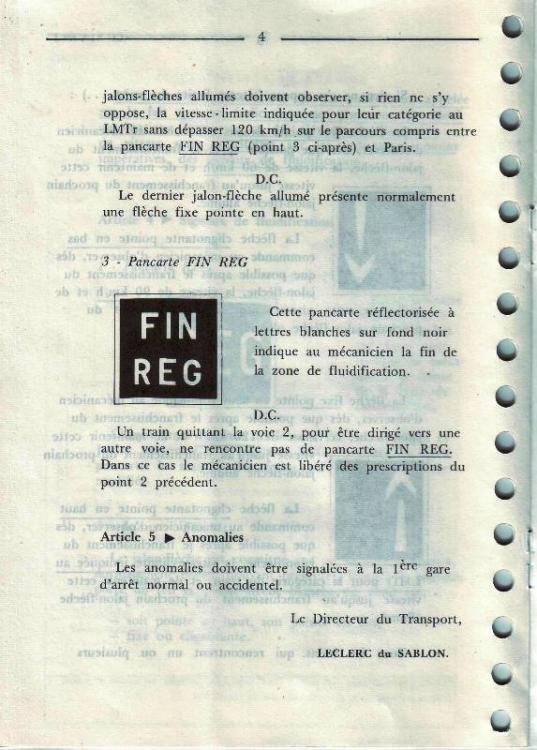 4
jalons-flèches allumés doivent observer, si rien ne s'y
oppose, la vitesse-limite indiquée pour leur catégorie au
LMTr sans dépasser 120 km/h sur le parcours compris entre
la pancarte FIN REG (point 3 ci-après) et Paris.
D.C.
Le dernier jalon-flèche allumé présente normalement
une flèche fixe pointe en haut.
3 - Pancarte FIN REG
FIN
REG
Cette pancarte réflectorisée à
lettres blanches sur fond noir
indique au mécanicien la fin de
la zone de fluidification.
D.C.
Un train quittant la voie 2, pour être dirigé vers une
autre voie, ne rencontre pas de pancarte FIN REG.
Dans ce cas le mécanicien est libéré des prescriptions du
point 2 précédent.
Article 5 ► Anomalies
Les anomalies doivent être signalées à la 1ère gare
d'arrêt normal ou accidentel.
Le Directeur du Transport,
LECLERC du SABLON.